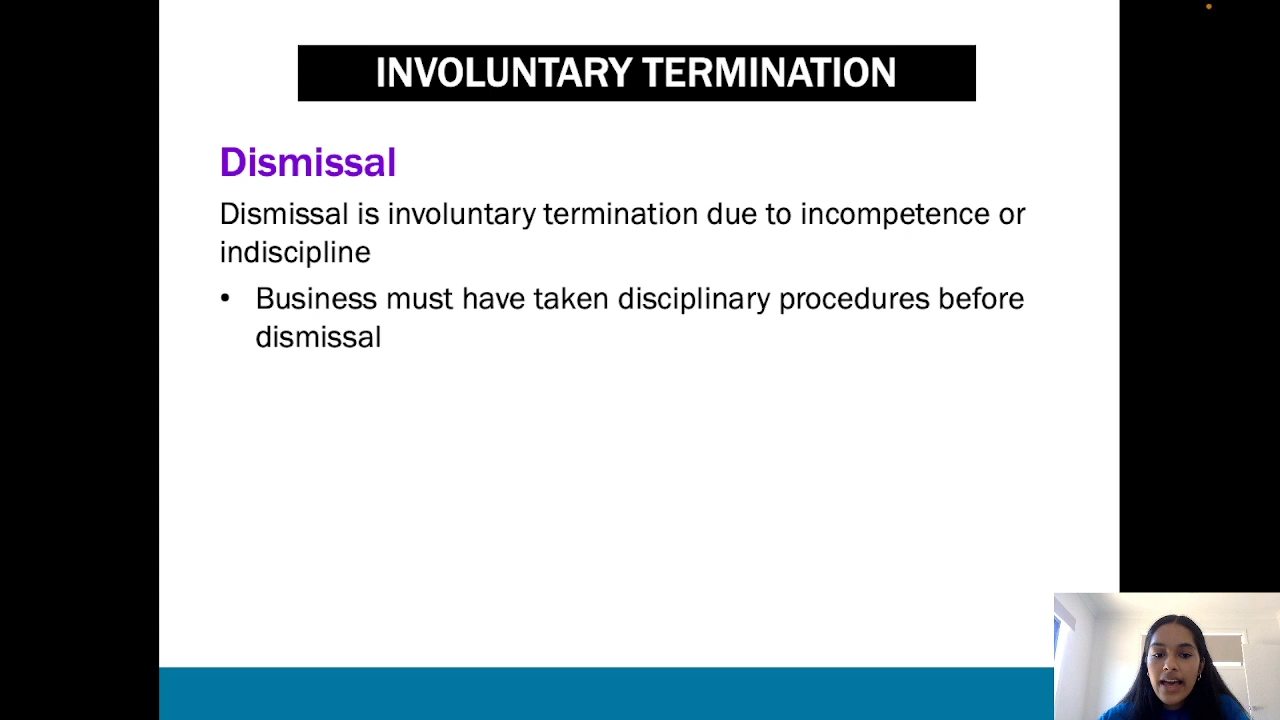 INVOLUNTARY TERMINATION
Dismissal
Dismissal is involuntary termination due to incompetence or
indiscipline
• Business must have taken disciplinary procedures before
dismissal